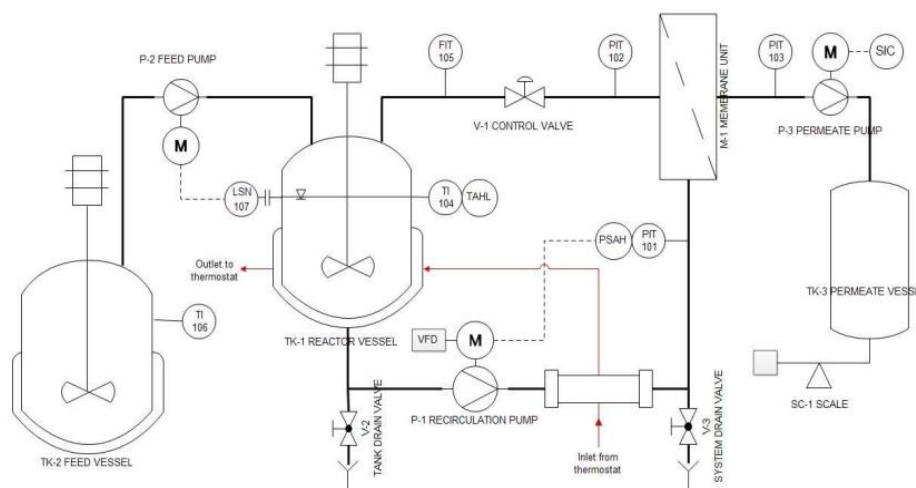 P-2 FEED PUMP
M
FIT
105
PIT
102
V-1 CONTROL VALVE
M-1 MEMERANE UNIT
PIT
103
M
SIC
P-3 PERMEATE PUMP
LSN
107
TI
104
TAHL
Outlet to
thermostat
PSAH
PIT
101
TI
106
TK-1 REACTOR VESSEL
VFD
M
P-1 RECIRCULATION PUMP
TK-3 PERMEATE VESS
SC-1 SCALE
V-2
TANK DRAIN VALVE
Inlet from
thermostat
V-3
SYSTEM DRAIN VALVE
TK-2 FEED VESSEL